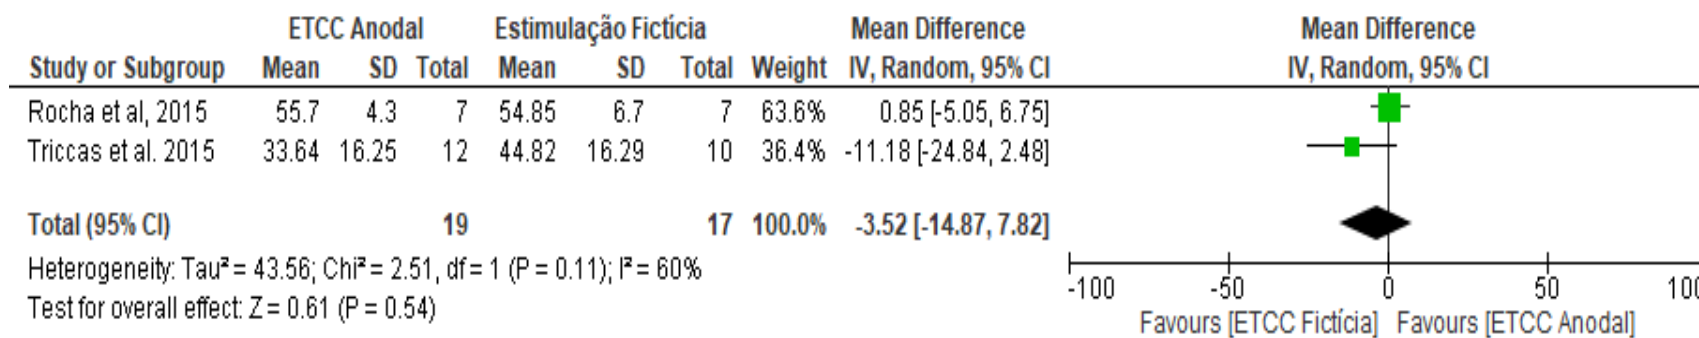 ETCC Anodal Estimulação Fictícia Mean Difference Mean Difference
Study or Subgroup Mean SD Total Mean SD Total Weight IV, Random, 95% CI IV, Random, 95% CI
Rocha et al, 2015 55.7 4.3 7 54.85 6.7 7 63.6% 0.85 [-5.05, 6.75]
Triccas et al. 2015 33.64 16.25 12 44.82 16.29 10 36.4% -11.18 [-24.84, 2.48]
Total (95% CI) 19 17 100.0% -3.52 [-14.87, 7.82]
Heterogeneity: Tau² = 43.56; Chi² = 2.51, df = 1 (P = 0.11); I² = 60%
Test for overall effect: Z = 0.61 (P = 0.54)
-100 -50 0 50 100
Favours [ETCC Fictícia] Favours [ETCC Anodal]